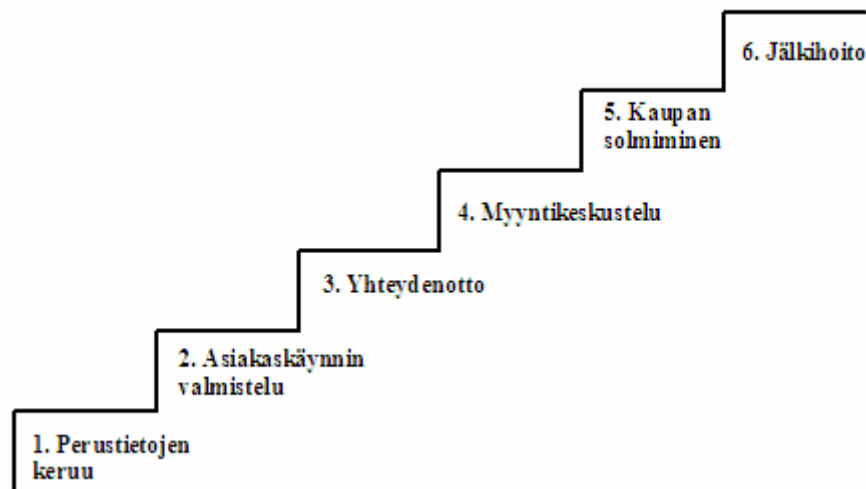 6. Jälkihoito
5. Kaupan
solmiminen
4. Myyntikeskustelu
3. Yhteydenotto
2. Asiakaskäynnin
valmistelu
1. Perustietojen
keruu